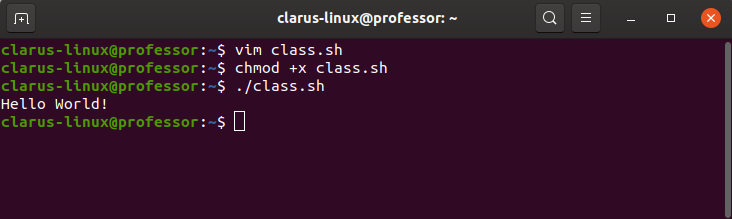 clarus-linux@professor: ~
clarus-linux@professor:~$ vim class.sh
clarus-linux@professor:~$ chmod +x class.sh
clarus-linux@professor:~$ ./class.sh
Hello World!
clarus-linux@professor:~$